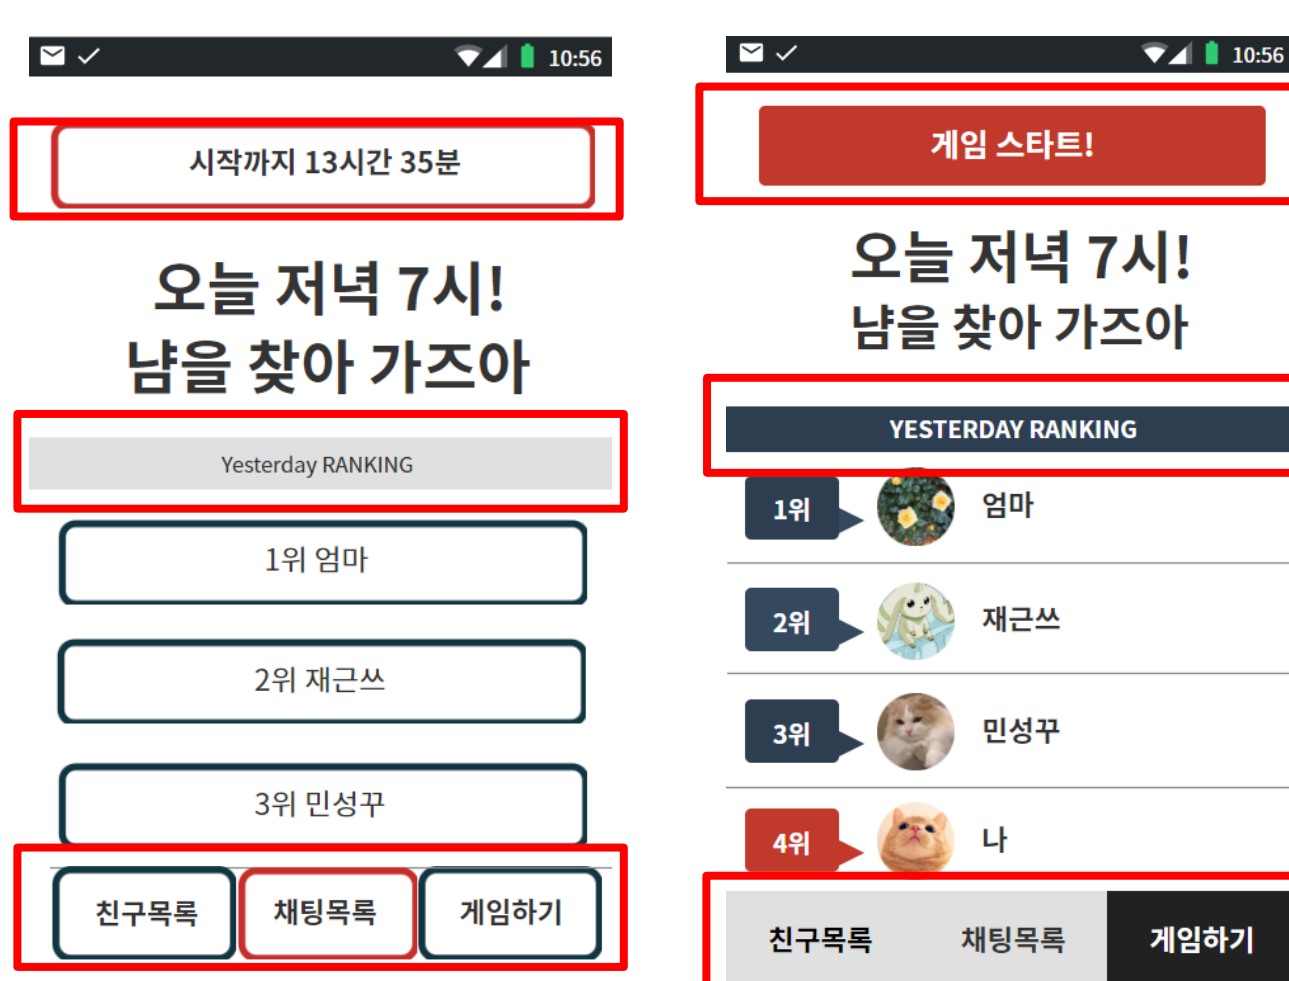 10:56
시작까지 13시간 35분
오늘 저녁 7시!
냠을 찾아 가즈아
Yesterday RANKING
1위 엄마
2위 재근쓰
3위 민성꾸
친구목록
채팅목록
게임하기
10:56
게임 스타트!
오늘 저녁 7시!
냠을 찾아 가즈아
YESTERDAY RANKING
1위 엄마
2위 재근쓰
3위 민성꾸
4위 나
친구목록
채팅목록
게임하기